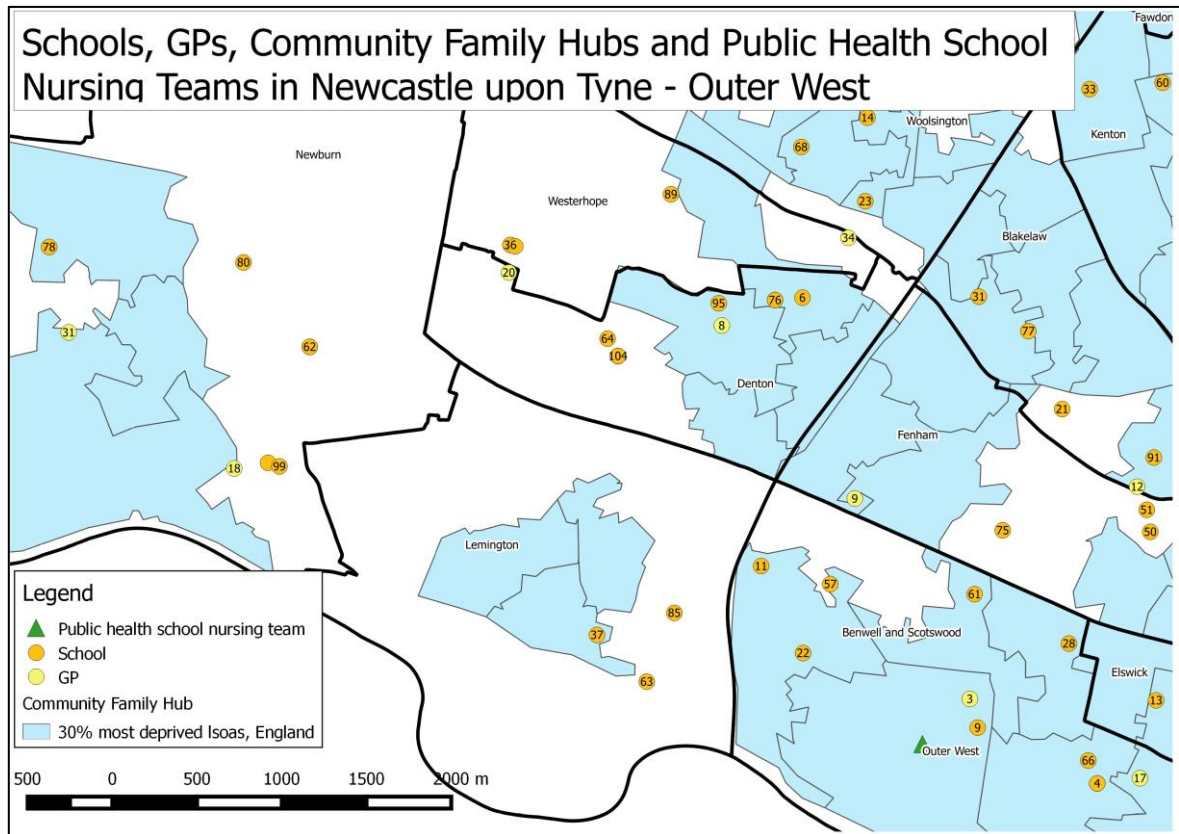 Schools, GPs, Community Family Hubs and Public Health School
Nursing Teams in Newcastle upon Tyne - Outer West
Fawdon
60
33
14
Woolsington
Kenton
68
Newburn
89
Westerhope
23
34
Blakelaw
78
36
80
20
31
95
76
6
8
31
77
64
62
104
Denton
21
Fenham
91
18
99
12
9
51
75
50
Lemington
11
57
61
85
Benwell and Scotswood
37
28
22
Elswick
63
3
13
9
Outer West
66
4
17
Legend
Public health school nursing team
School
GP
Community Family Hub
30% most deprived lsoas, England
500 0 500 1000 1500 2000 m